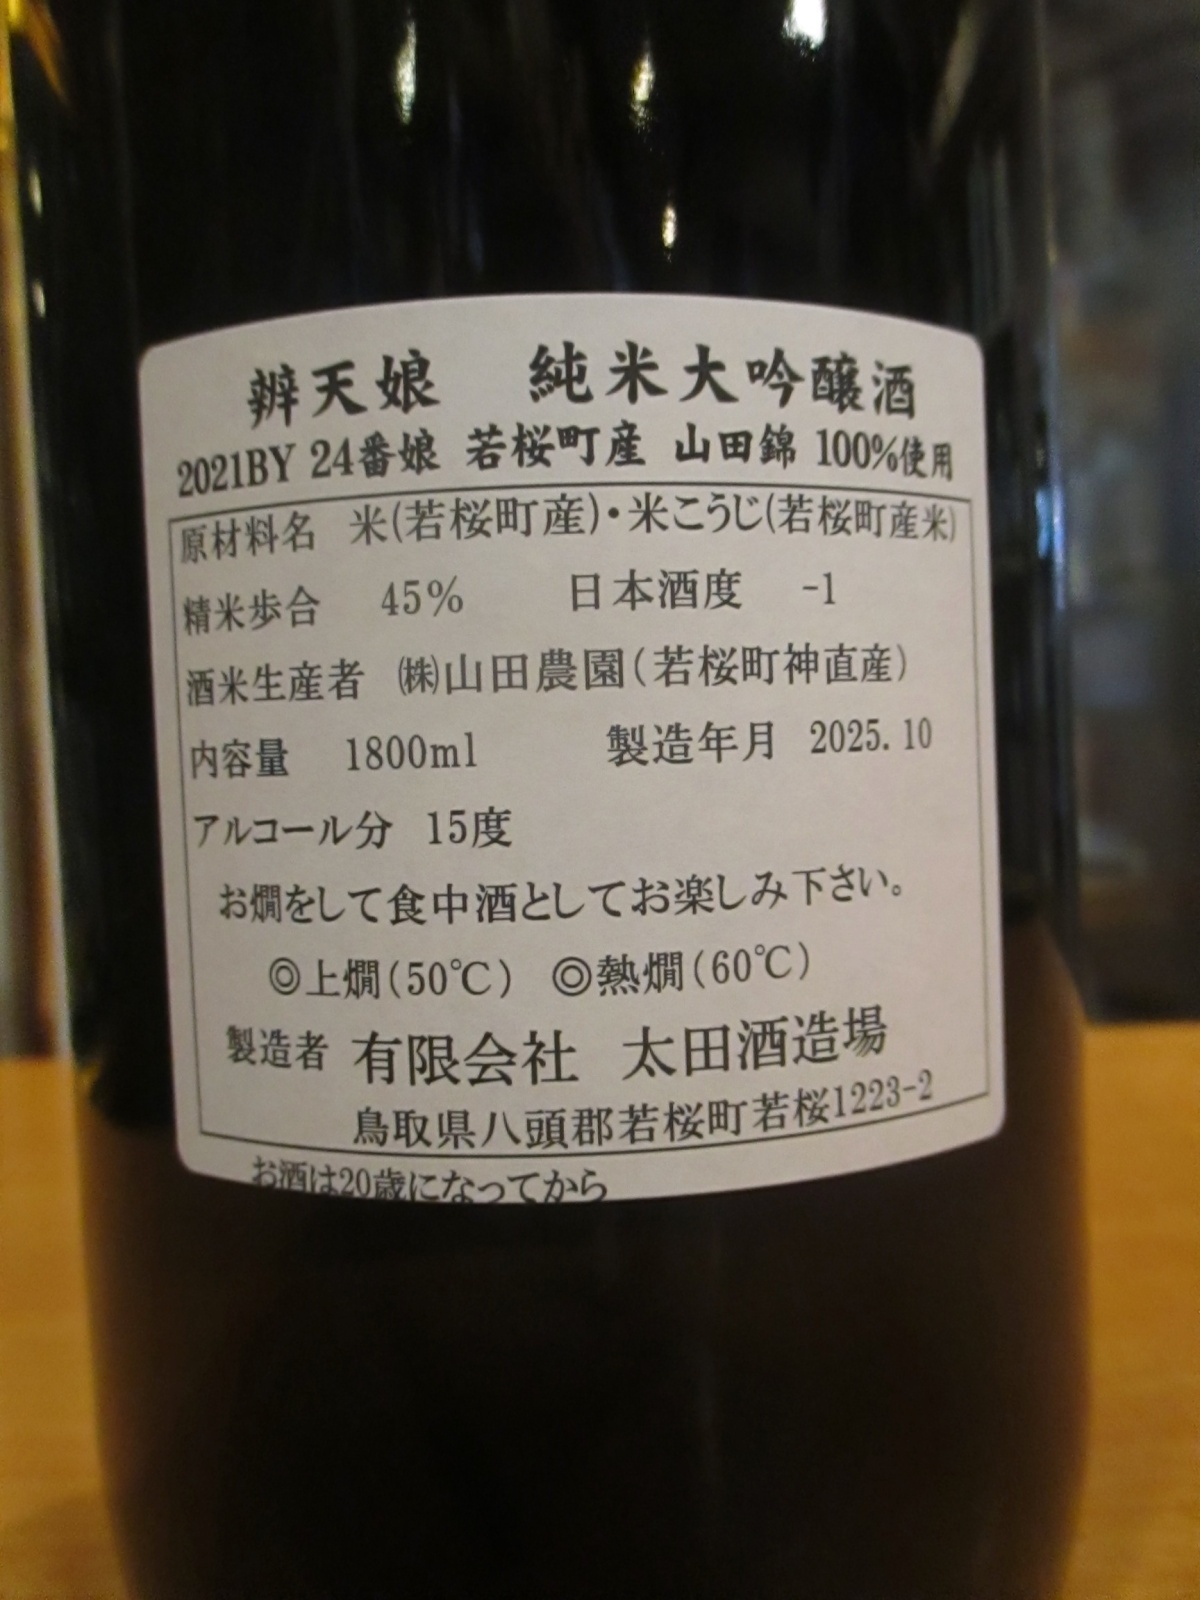 辨天娘　純米大吟醸酒
2021BY 24番娘 若桜町産 山田錦 100%使用
原材料名 米(若桜町産)・米こうじ(若桜町産米)
精米歩合 45% 日本酒度 -1
酒米生産者 ㈱山田農園(若桜町神直産)
内容量 1800ml 製造年月 2025.10
アルコール分 15度
お燗をして食中酒としてお楽しみ下さい。
◎上燗(50℃) ◎熱燗(60℃)
製造者 有限会社 太田酒造場
鳥取県八頭郡若桜町若桜1223-2
お酒は20歳になってから